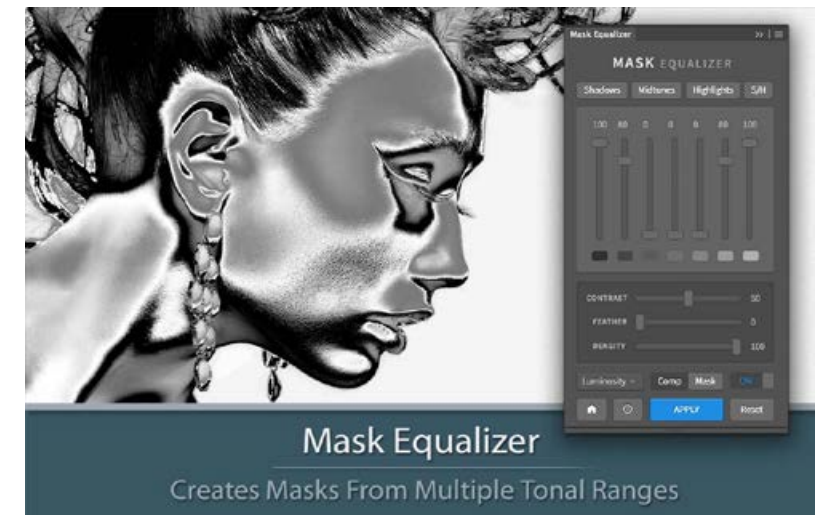 Mask Equalizer
MASK EQUALIZER
Shadows Midtones Highlights S/H
100 80 0 0 0 80 100
CONTRAST 50
FEATHER 0
DENSITY 100
Luminosity Comp Mask ON
APPLY Reset
Mask Equalizer
Creates Masks From Multiple Tonal Ranges